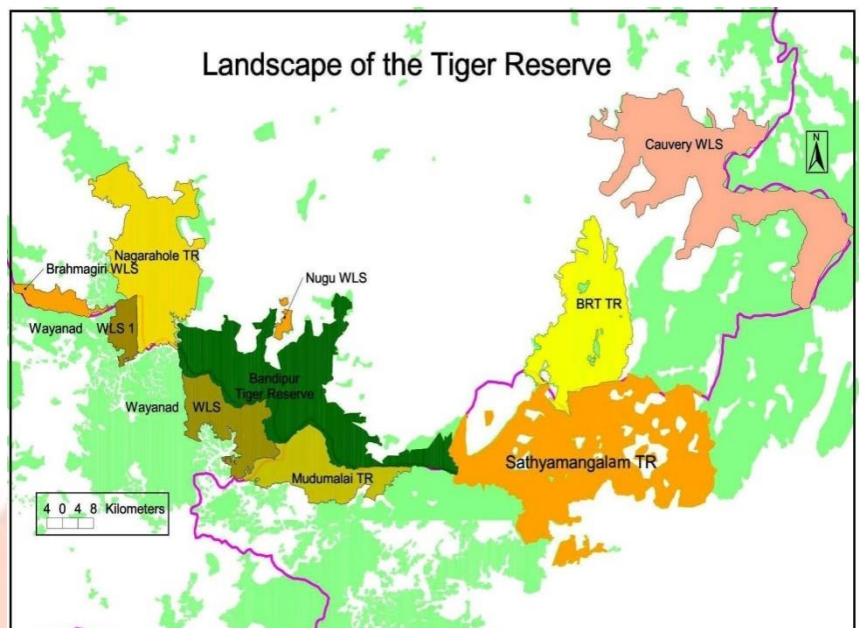 Landscape of the Tiger Reserve
Cauvery WLS
N
Nagarahole TR
Brahmagiri WLS
Nugu WLS
BRT TR
Wayanad WLS 1
Bandipur
Tiger Reserve
Wayanad WLS
Sathyamangalam TR
Mudumalai TR
4 0 4 8 Kilometers